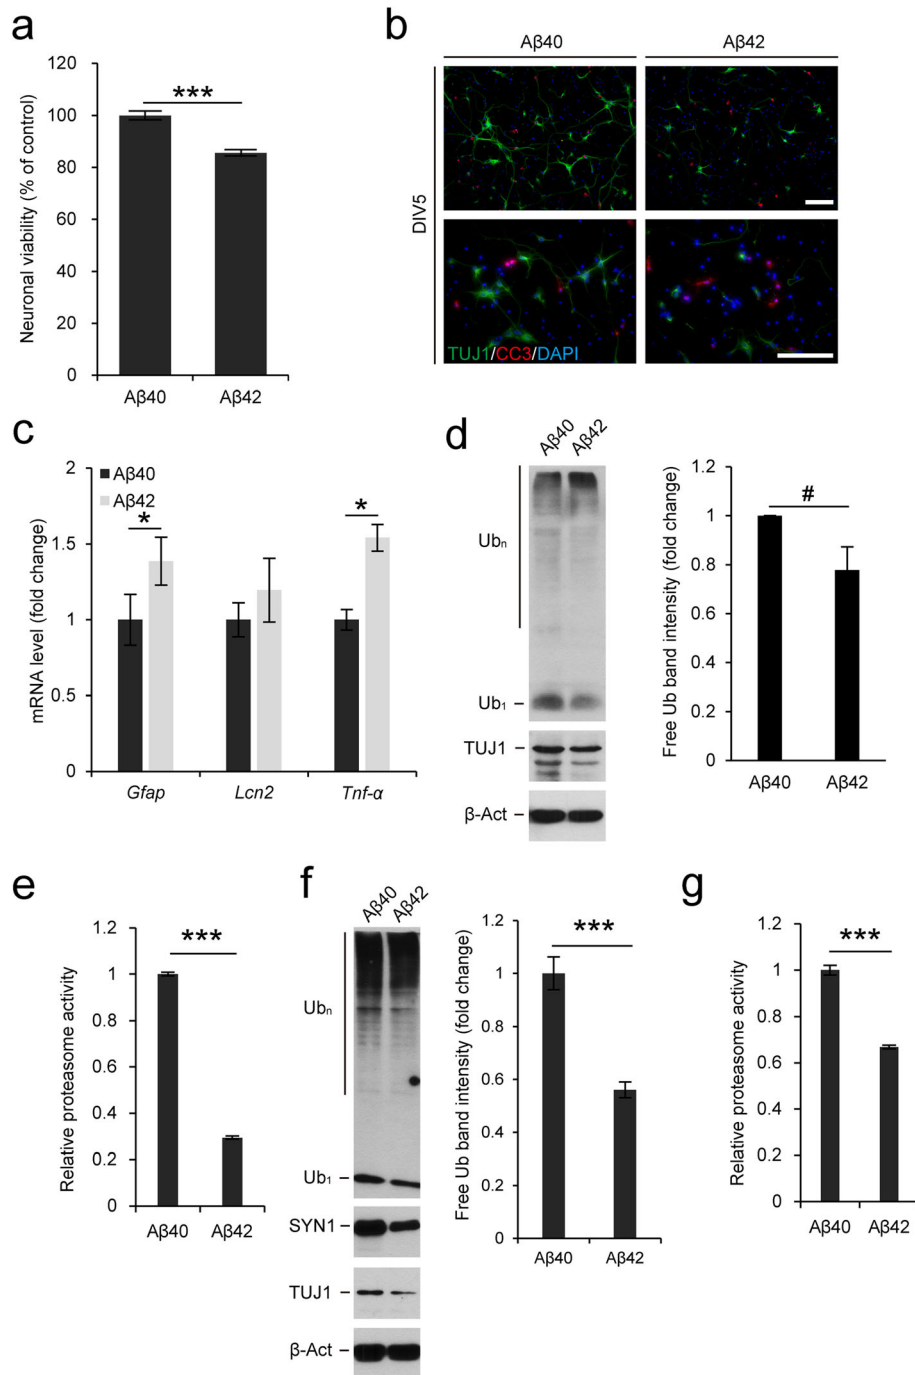 a
Neuronal viability (% of control)
120
100
80
60
40
20
0
***
Aβ40
Aβ42
b
Aβ40
Aβ42
DIV5
TUJ1/CC3/DAPI
c
mRNA level (fold change)
2
1.5
1
0.5
0
Aβ40
Aβ42
*
*
Gfap
Lcn2
Tnf-α
d
Aβ40
Aβ42
Ubn
Ub1
TUJ1
β-Act
Free Ub band intensity (fold change)
1.2
1
0.8
0.6
0.4
0.2
0
#
Aβ40
Aβ42
e
Relative proteasome activity
1.2
1
0.8
0.6
0.4
0.2
0
***
Aβ40
Aβ42
f
Aβ40
Aβ42
Ubn
Ub1
SYN1
TUJ1
β-Act
Free Ub band intensity (fold change)
1.2
1
0.8
0.6
0.4
0.2
0
***
Aβ40
Aβ42
g
Relative proteasome activity
1.2
1
0.8
0.6
0.4
0.2
0
***
Aβ40
Aβ42